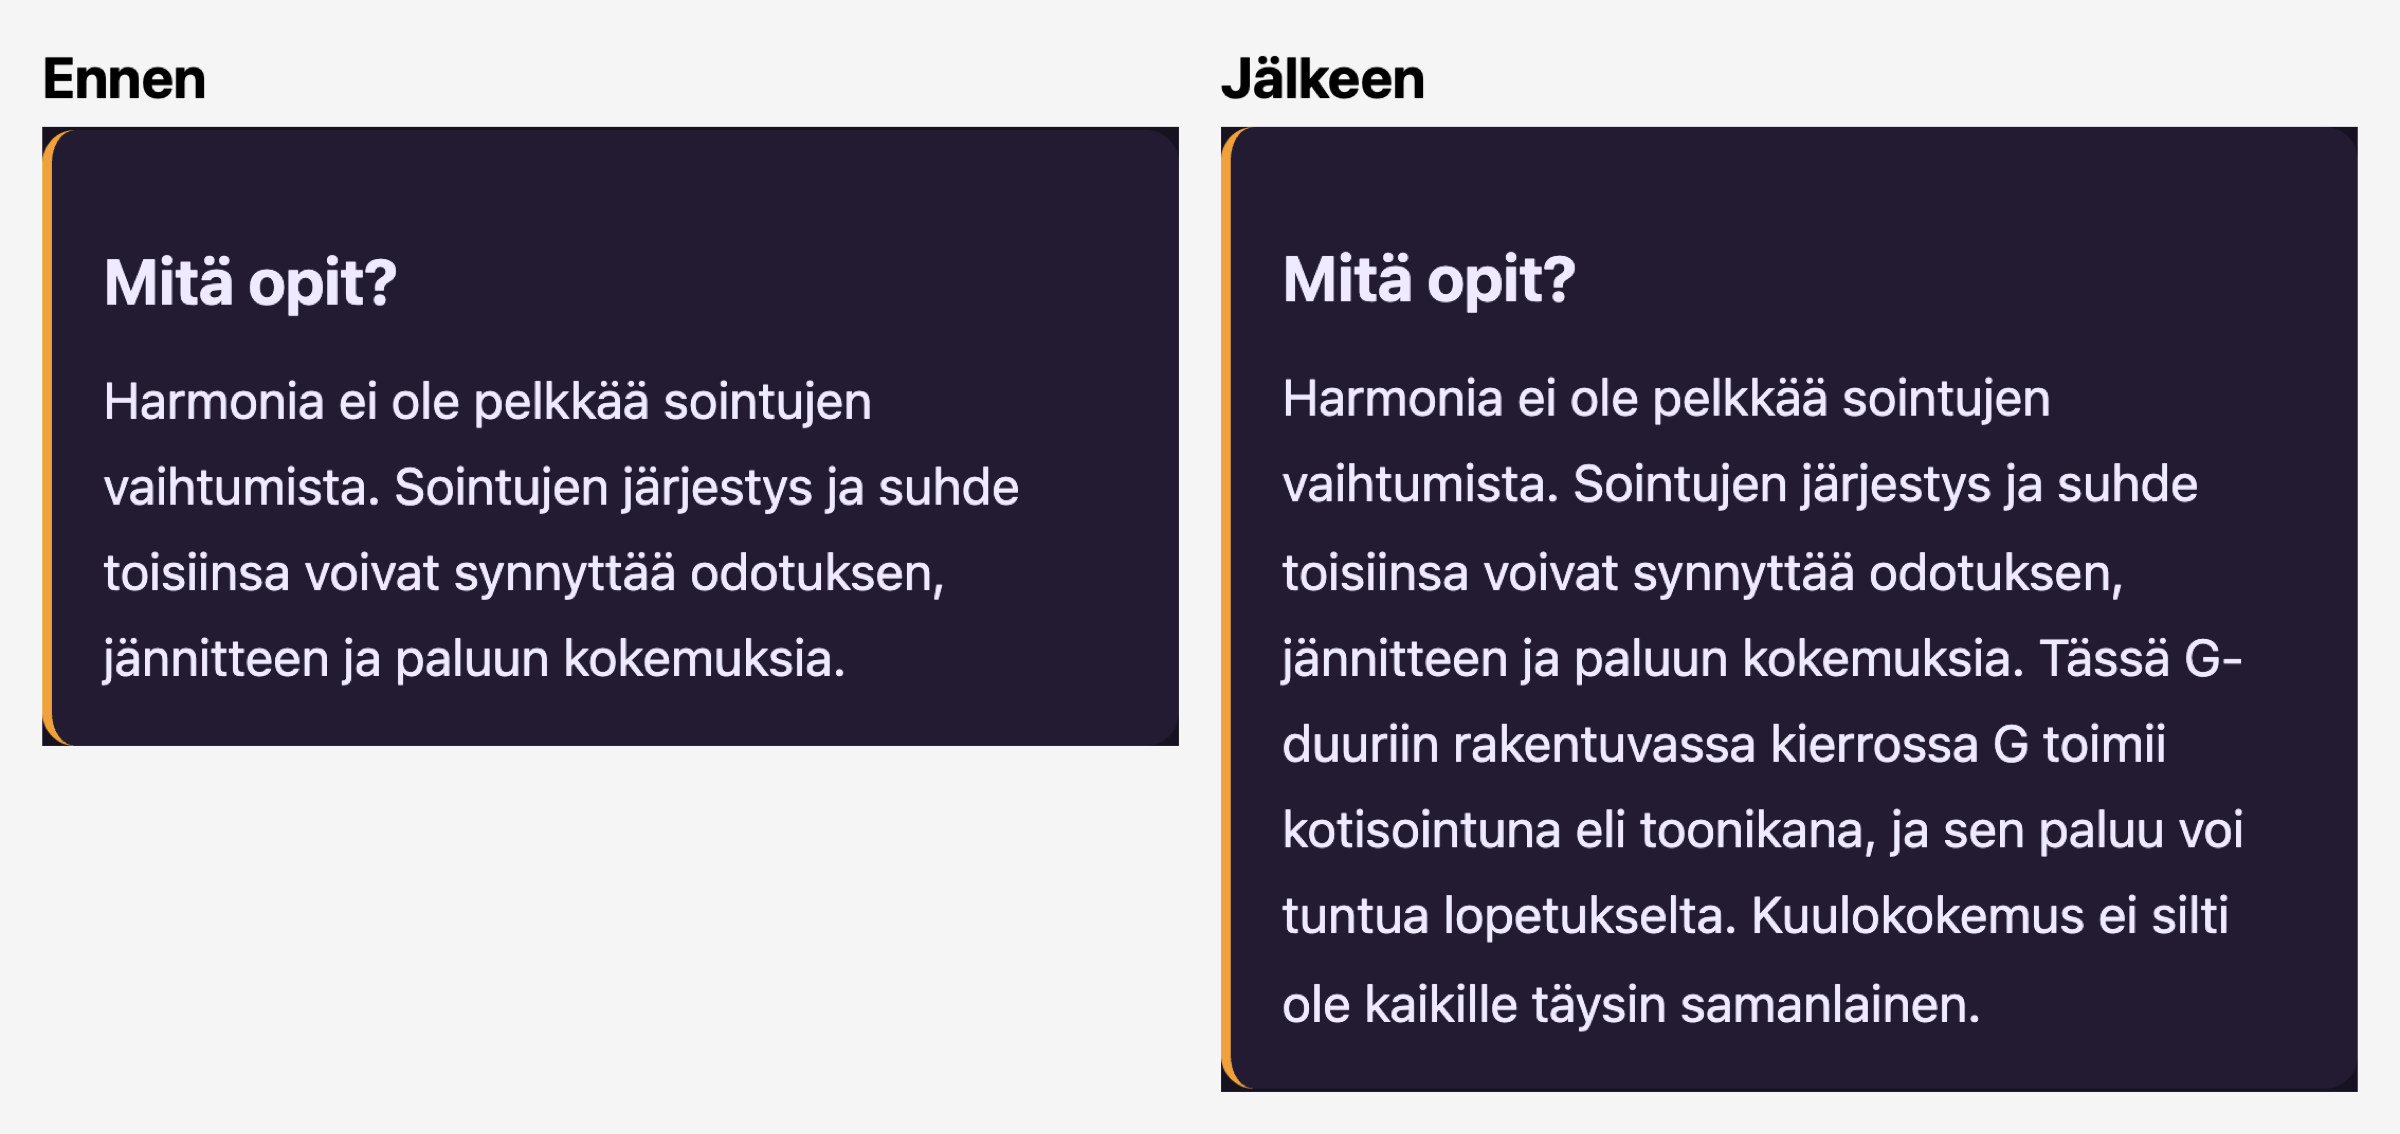 Ennen
Mitä opit?
Harmonia ei ole pelkkää sointujen
vaihtumista. Sointujen järjestys ja suhde
toisiinsa voivat synnyttää odotuksen,
jännitteen ja paluun kokemuksia.
Jälkeen
Mitä opit?
Harmonia ei ole pelkkää sointujen
vaihtumista. Sointujen järjestys ja suhde
toisiinsa voivat synnyttää odotuksen,
jännitteen ja paluun kokemuksia. Tässä G-
duuriin rakentuvassa kierrossa G toimii
kotisointuna eli toonikana, ja sen paluu voi
tuntua lopetukselta. Kuulokokemus ei silti
ole kaikille täysin samanlainen.